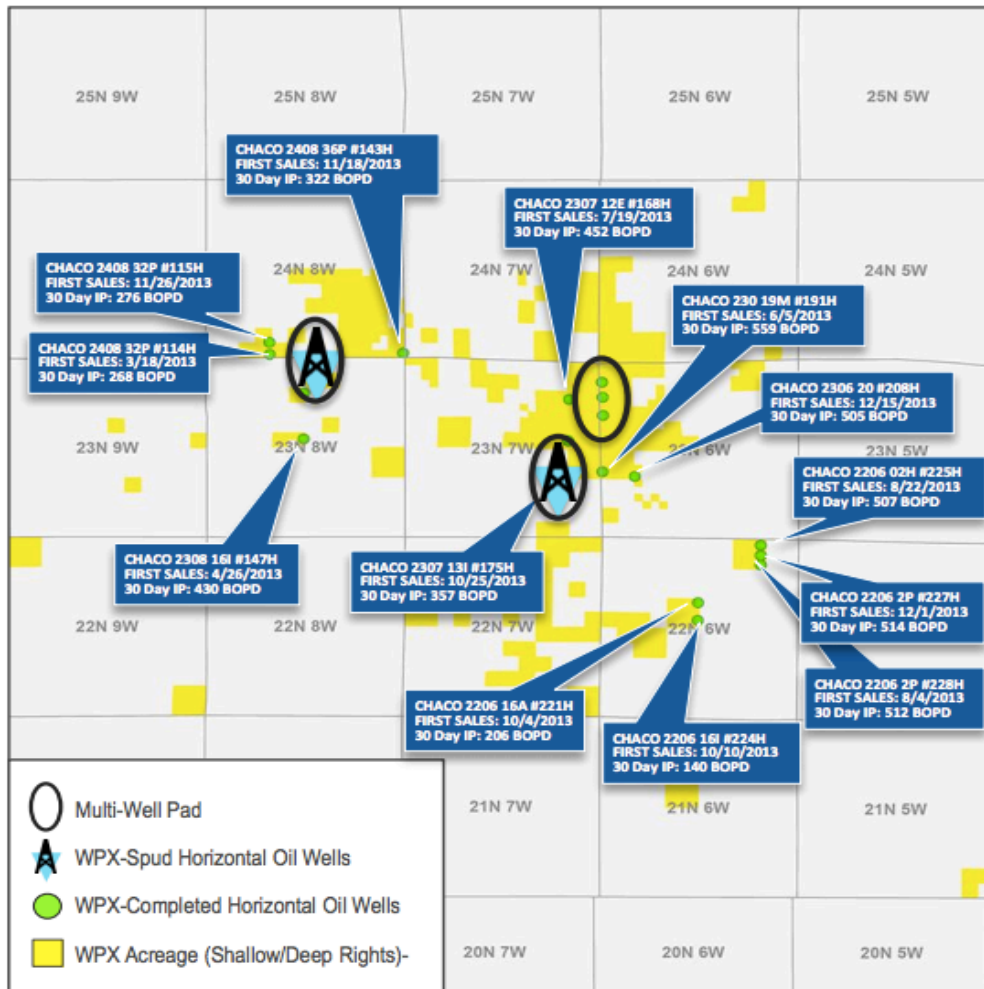 25N 9W
25N 8W
25N 7W
25N 6W
25N 5W
CHACO 2408 36P #143H
FIRST SALES: 11/18/2013
30 Day IP: 322 BOPD
CHACO 2307 12E #168H
FIRST SALES: 7/19/2013
30 Day IP: 452 BOPD
24N 8W
24N 7W
24N 6W
24N 5W
CHACO 2408 32P #115H
FIRST SALES: 11/26/2013
30 Day IP: 276 BOPD
CHACO 230 19M #191H
FIRST SALES: 6/5/2013
30 Day IP: 559 BOPD
CHACO 2408 32P #114H
FIRST SALES: 3/18/2013
30 Day IP: 268 BOPD
CHACO 2306 20 #208H
FIRST SALES: 12/15/2013
30 Day IP: 505 BOPD
23N 9W
23N 8W
23N 7W
6W
23N 5W
CHACO 2206 02H #225H
FIRST SALES: 8/22/2013
30 Day IP: 507 BOPD
CHACO 2308 16I #147H
FIRST SALES: 4/26/2013
30 Day IP: 430 BOPD
CHACO 2307 13I #175H
FIRST SALES: 10/25/2013
30 Day IP: 357 BOPD
CHACO 2206 2P #227H
FIRST SALES: 12/1/2013
30 Day IP: 514 BOPD
22N 9W
22N 8W
22N 7W
22N 6W
CHACO 2206 2P #228H
FIRST SALES: 8/4/2013
30 Day IP: 512 BOPD
CHACO 2206 16A #221H
FIRST SALES: 10/4/2013
30 Day IP: 206 BOPD
CHACO 2206 16I #224H
FIRST SALES: 10/10/2013
30 Day IP: 140 BOPD
21N 7W
21N 6W
21N 5W
20N 7W
20N 6W
20N 5W
Multi-Well Pad
WPX-Spud Horizontal Oil Wells
WPX-Completed Horizontal Oil Wells
WPX Acreage (Shallow/Deep Rights)-